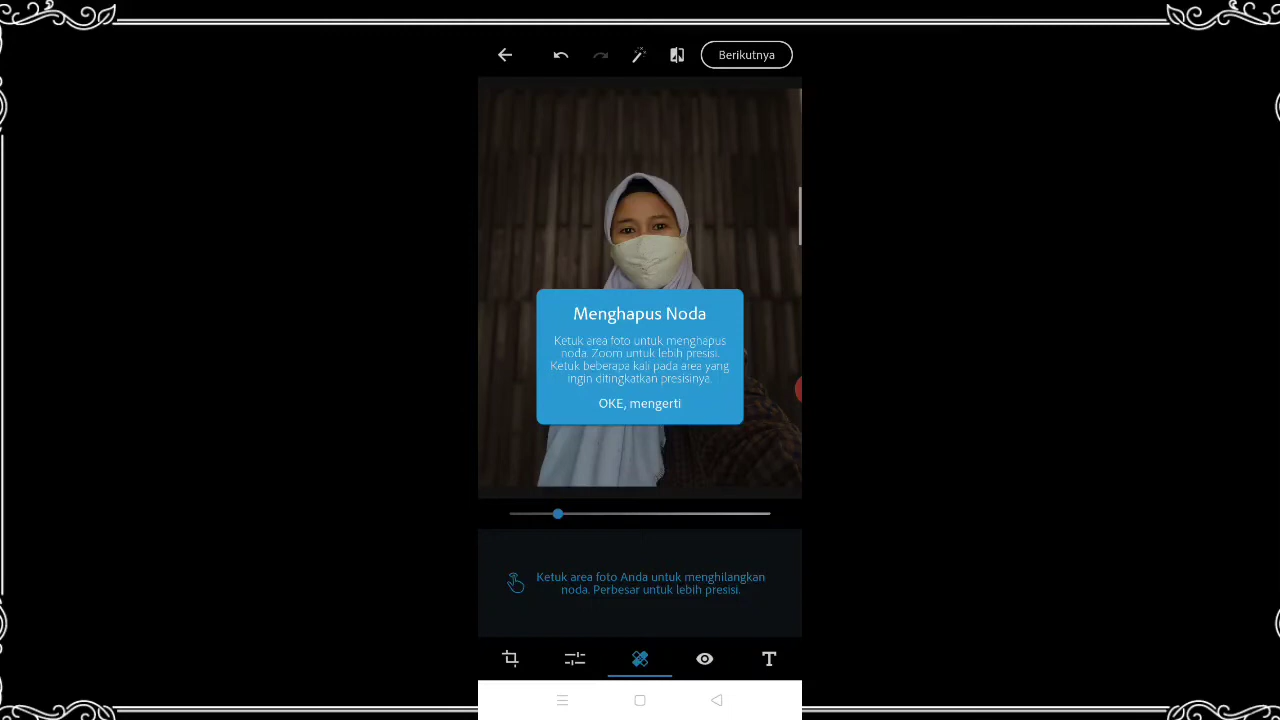 Berikutnya
Menghapus Noda
Ketuk area foto untuk menghapus
noda. Zoom untuk lebih presisi.
Ketuk beberapa kali pada area yang
ingin ditingkatkan presisinya.
OKE, mengerti
Ketuk area foto Anda untuk menghilangkan
noda. Perbesar untuk lebih presisi.
T